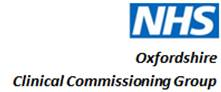 NHS
Oxfordshire
Clinical Commissioning Group